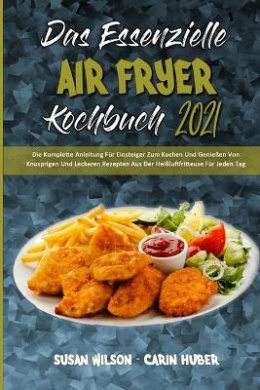 Das Essenzielle
AIR FRYER
Kochbuch 2021
Die Komplette Anleitung Für Einsteiger Zum Kochen Und Genießen Von
Knusprigen Und Leckeren Rezepten Aus Der Heißluftfritteuse Für Jeden Tag
SUSAN WILSON - CARIN HUBER